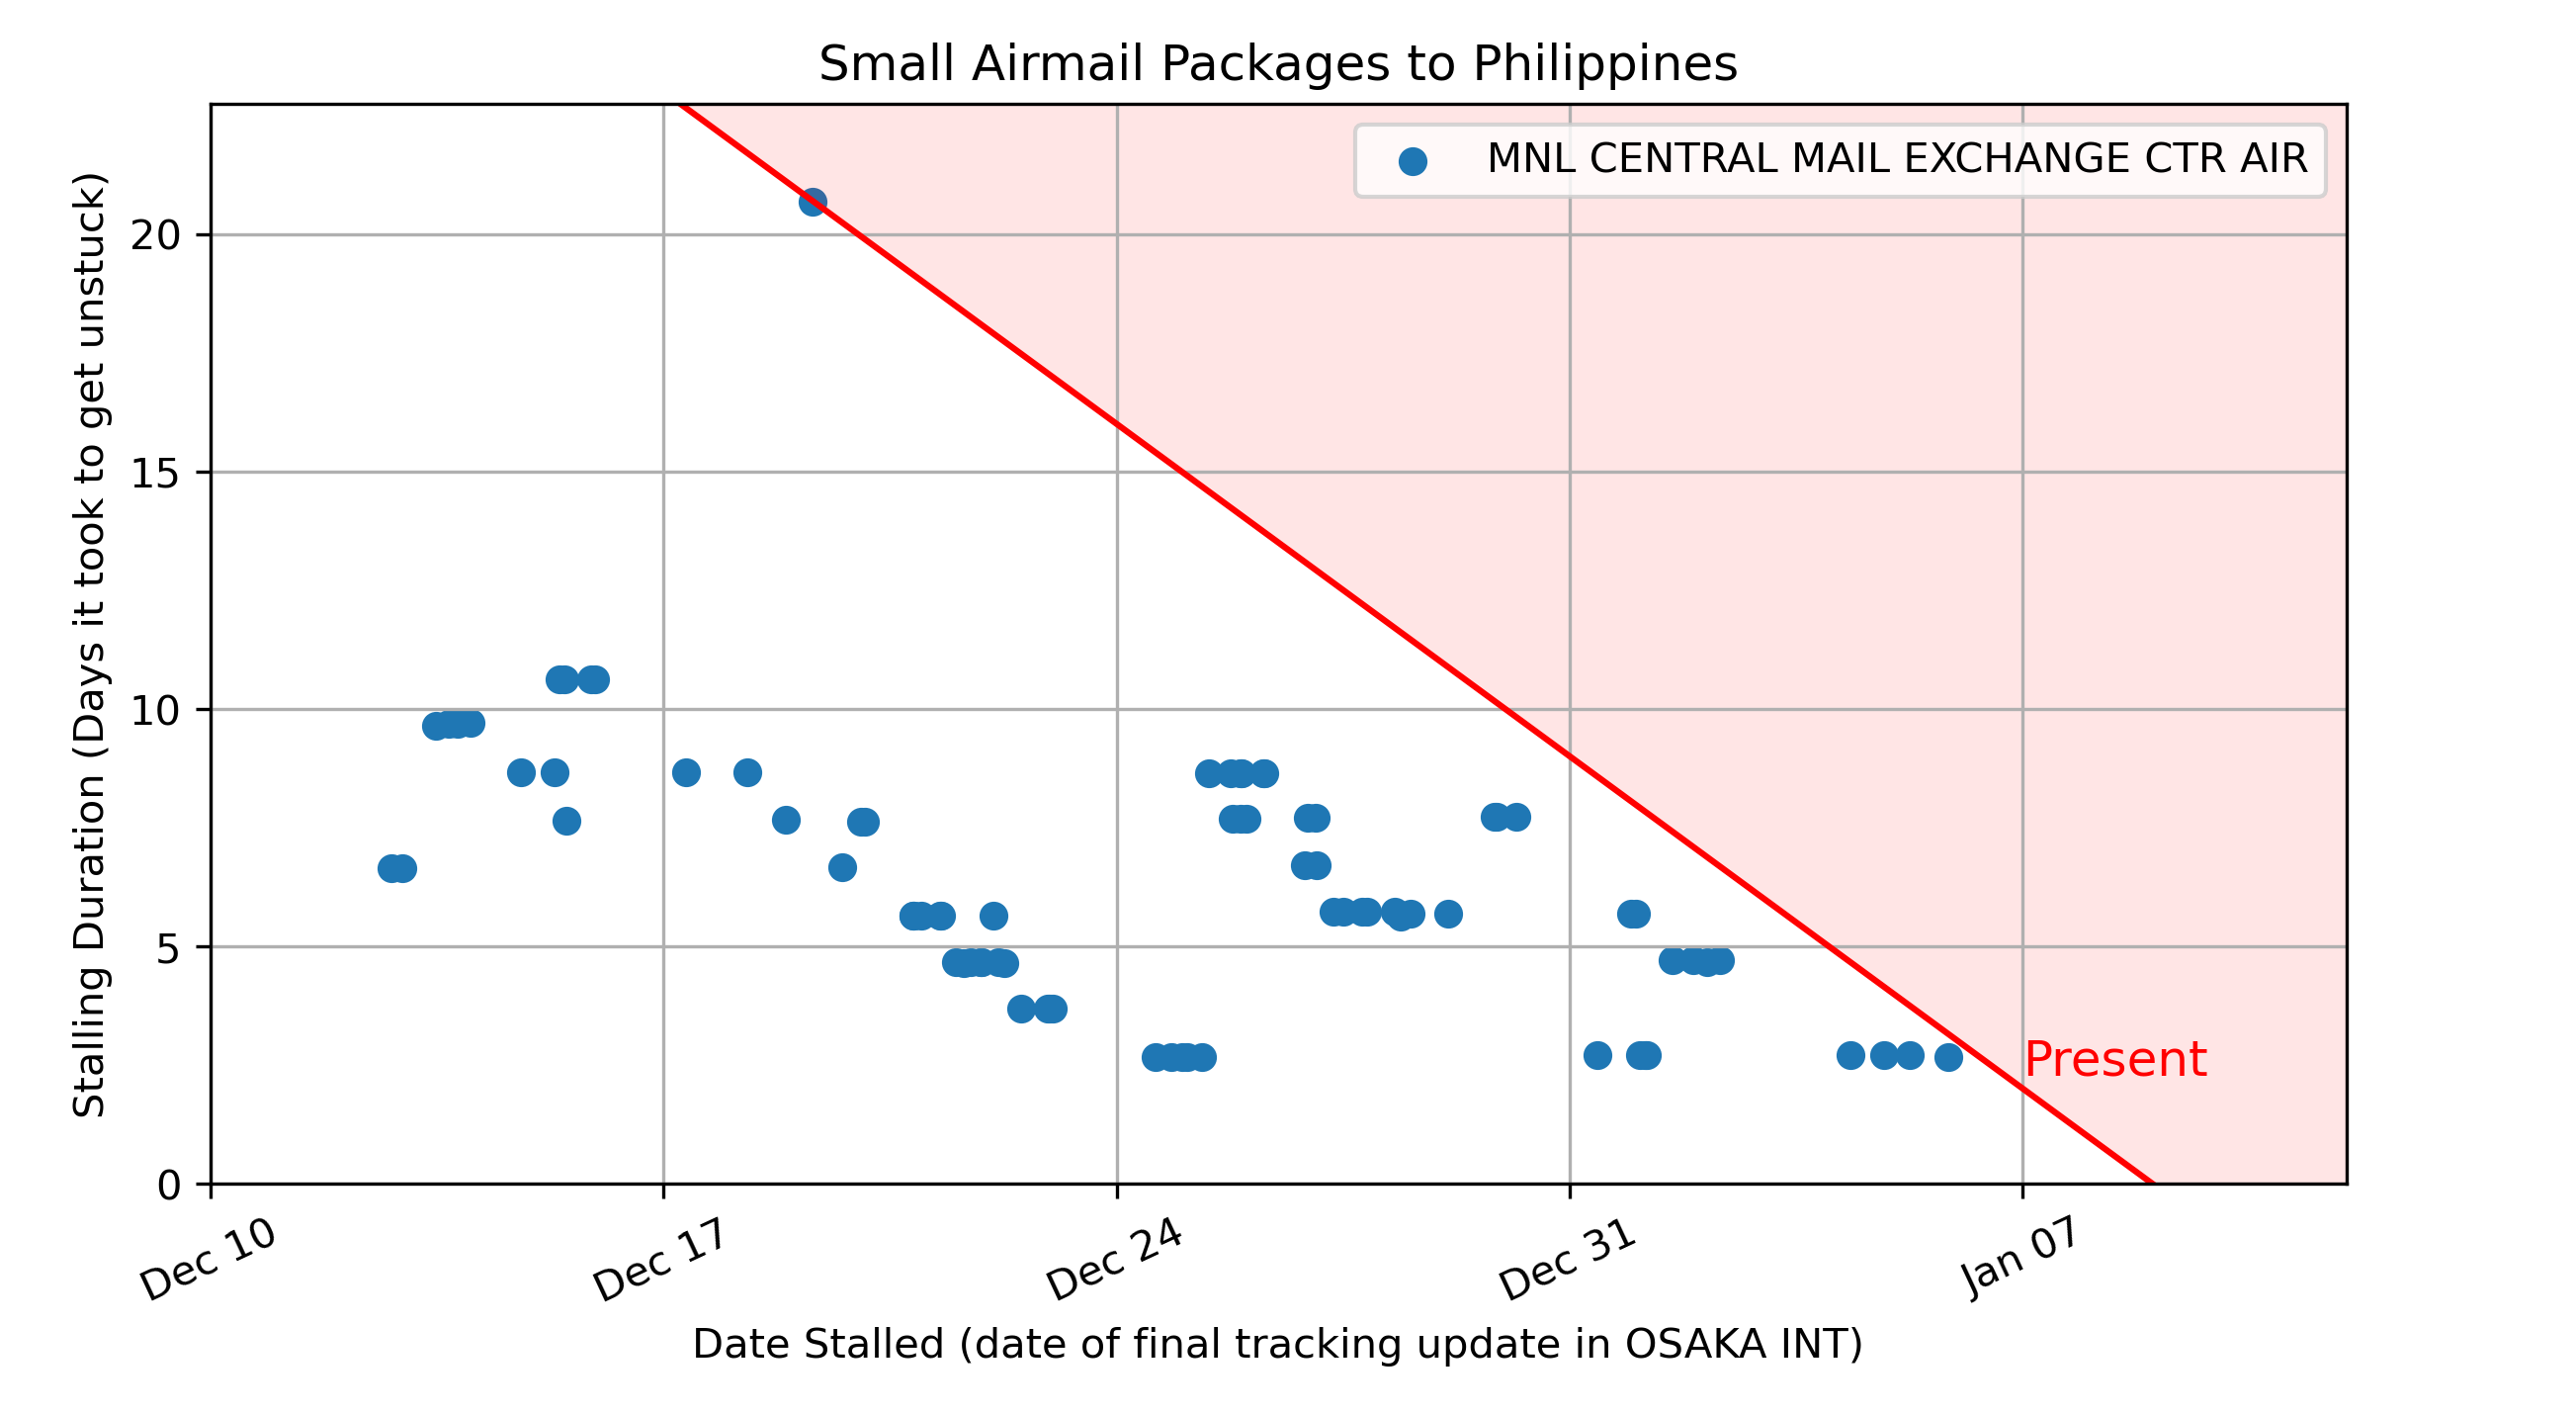 Small Airmail Packages to Philippines
MNL CENTRAL MAIL EXCHANGE CTR AIR
Stalling Duration (Days it took to get unstuck)
20
15
10
5
0
Present
Dec 10
Dec 17
Dec 24
Dec 31
Jan 07
Date Stalled (date of final tracking update in OSAKA INT)